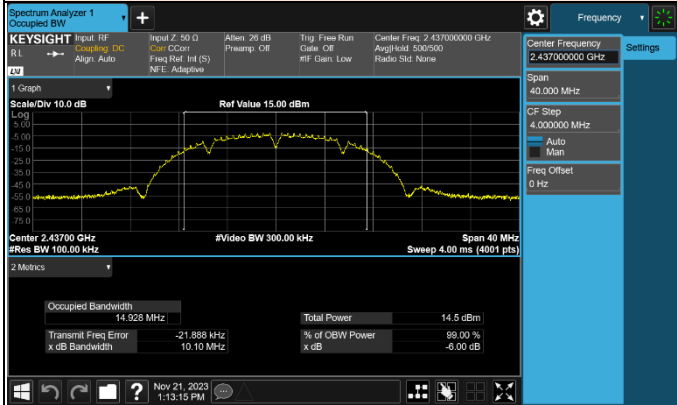 Spectrum Analyzer 1
Occupied BW
Frequency
KEYSIGHT
R L
LNI
Input: RF
Coupling: DC
Align: Auto
Input Z: 50 Ω
Corr CCorr
Freq Ref: Int (S)
NFE: Adaptive
Atten: 26 dB
Preamp: Off
Trig: Free Run
Gate: Off
#IF Gain: Low
Center Freq: 2.437000000 GHz
Avg|Hold: 500/500
Radio Std: None
Center Frequency
2.437000000 GHz
Settings
Span
40.000 MHz
CF Step
4.000000 MHz
Auto
Man
Freq Offset
0 Hz
1 Graph
Scale/Div 10.0 dB
Ref Value 15.00 dBm
Log
5.00
-5.00
-15.0
-25.0
-35.0
-45.0
-55.0
-65.0
-75.0
Center 2.43700 GHz
#Video BW 300.00 kHz
Span 40 MHz
#Res BW 100.00 kHz
Sweep 4.00 ms (4001 pts)
2 Metrics
Occupied Bandwidth
14.928 MHz
Total Power 14.5 dBm
Transmit Freq Error -21.888 kHz
% of OBW Power 99.00 %
x dB Bandwidth 10.10 MHz
x dB -6.00 dB
?
Nov 21, 2023
1:13:15 PM